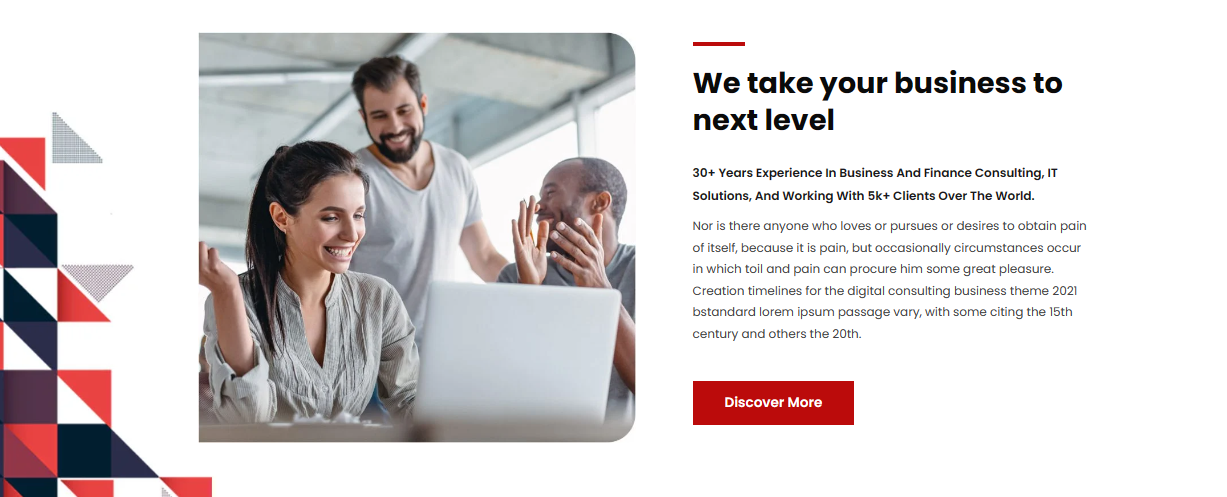 We take your business to
next level
30+ Years Experience In Business And Finance Consulting, IT
Solutions, And Working With 5k+ Clients Over The World.
Nor is there anyone who loves or pursues or desires to obtain pain
of itself, because it is pain, but occasionally circumstances occur
in which toil and pain can procure him some great pleasure.
Creation timelines for the digital consulting business theme 2021
bstandard lorem ipsum passage vary, with some citing the 15th
century and others the 20th.
Discover More